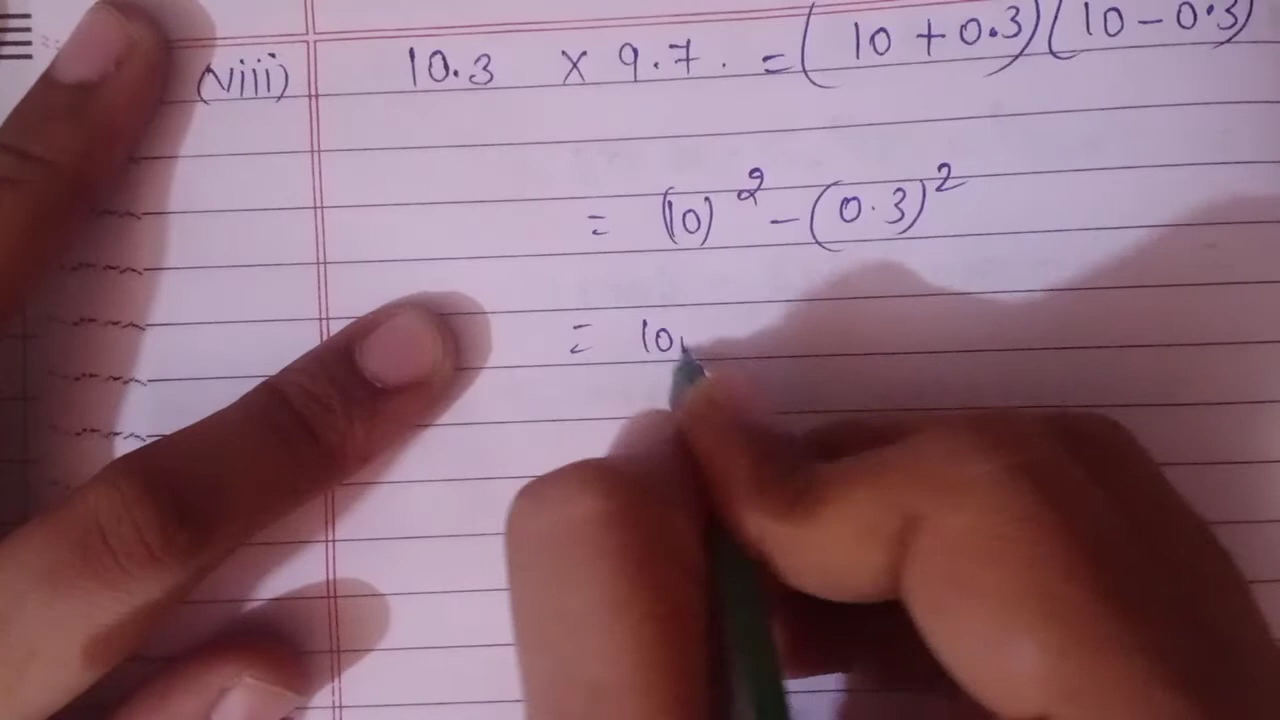 (viii) 10.3 × 9.7. = (10 + 0.3)(10 - 0.3)
= (10)² - (0.3)²
= 10